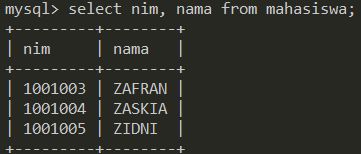 mysql> select nim, nama from mahasiswa;
+---------+--------+
| nim     | nama   |
+---------+--------+
| 1001003 | ZAFRAN |
| 1001004 | ZASKIA |
| 1001005 | ZIDNI  |
+---------+--------+